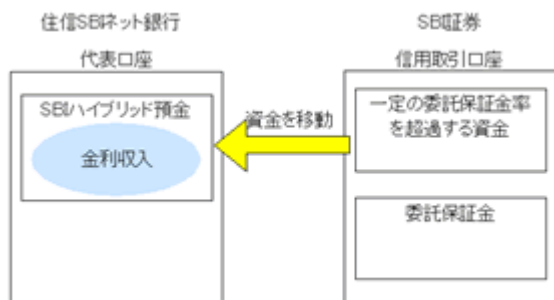 住信SBIネット銀行
SBI証券
代表口座
信用取引口座
SBIハイブリッド預金
金利収入
資金を移動
一定の委託保証金率
を超過する資金
委託保証金